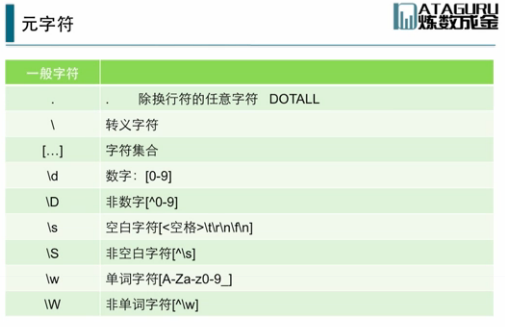 元字符
DATAGURU
炼数成金
一般字符
. . 除换行符的任意字符 DOTALL
\ 转义字符
[…] 字符集合
\d 数字：[0-9]
\D 非数字[^0-9]
\s 空白字符[<空格>\t\r\n\f\n]
\S 非空白字符[^\s]
\w 单词字符[A-Za-z0-9_]
\W 非单词字符[^\w]